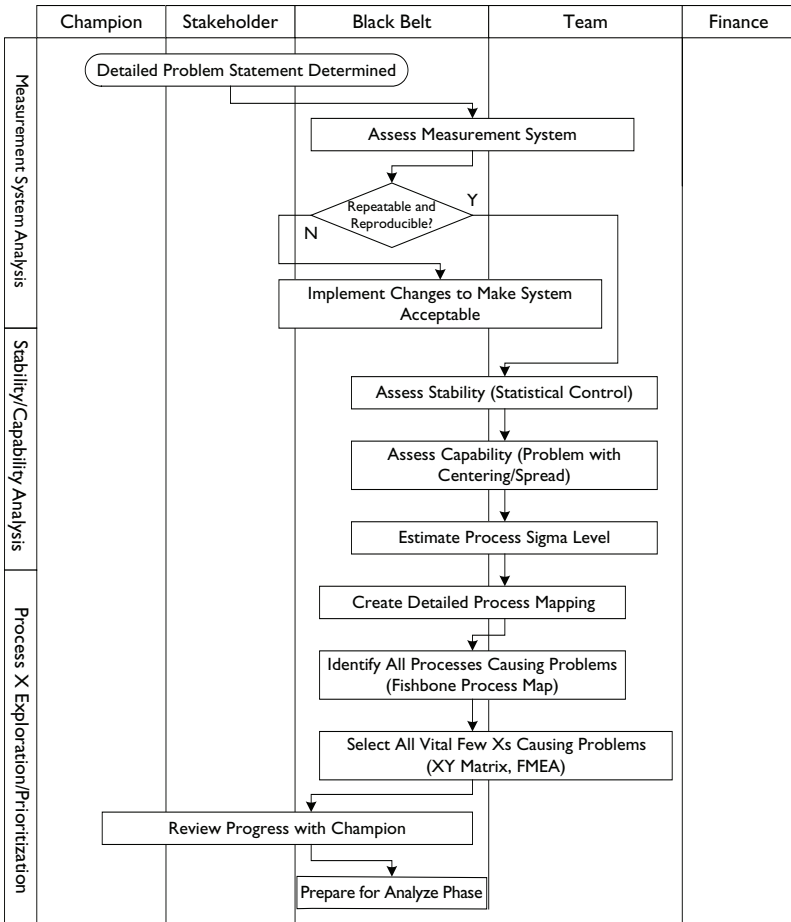 Champion
Stakeholder
Black Belt
Team
Finance
Measurement System Analysis
Detailed Problem Statement Determined
Assess Measurement System
Repeatable and
Reproducible?
Y
N
Implement Changes to Make System
Acceptable
Stability/Capability Analysis
Assess Stability (Statistical Control)
Assess Capability (Problem with
Centering/Spread)
Estimate Process Sigma Level
Process X Exploration/Prioritization
Create Detailed Process Mapping
Identify All Processes Causing Problems
(Fishbone Process Map)
Select All Vital Few Xs Causing Problems
(XY Matrix, FMEA)
Review Progress with Champion
Prepare for Analyze Phase